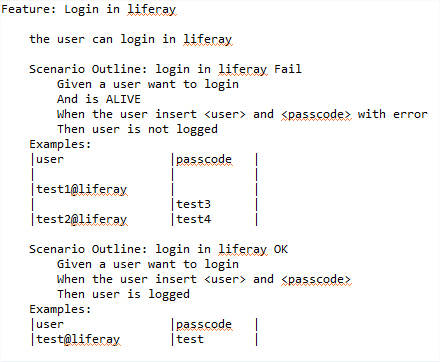 Feature: Login in liferay
the user can login in liferay
Scenario Outline: login in liferay Fail
Given a user want to login
And is ALIVE
When the user insert <user> and <passcode> with error
Then user is not logged
Examples:
|user |passcode |
| | |
|test1@liferay | |
| |test3 |
|test2@liferay |test4 |
Scenario Outline: login in liferay OK
Given a user want to login
When the user insert <user> and <passcode>
Then user is logged
Examples:
|user |passcode |
|test@liferay |test |